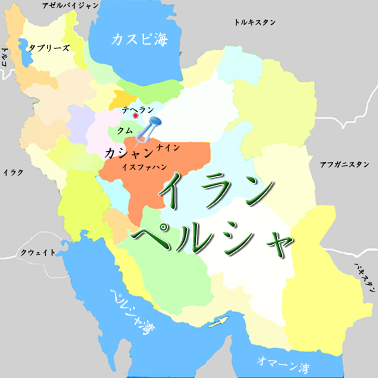 アゼルバイジャン
トルキスタン
カスピ海
トルコ
タブリーズ
テヘラン
クム
カシャン
ナイン
イスファハン
アフガニスタン
イラク
イラン
ペルシャ
クウェイト
パキスタン
ペルシャ湾
オマーン湾